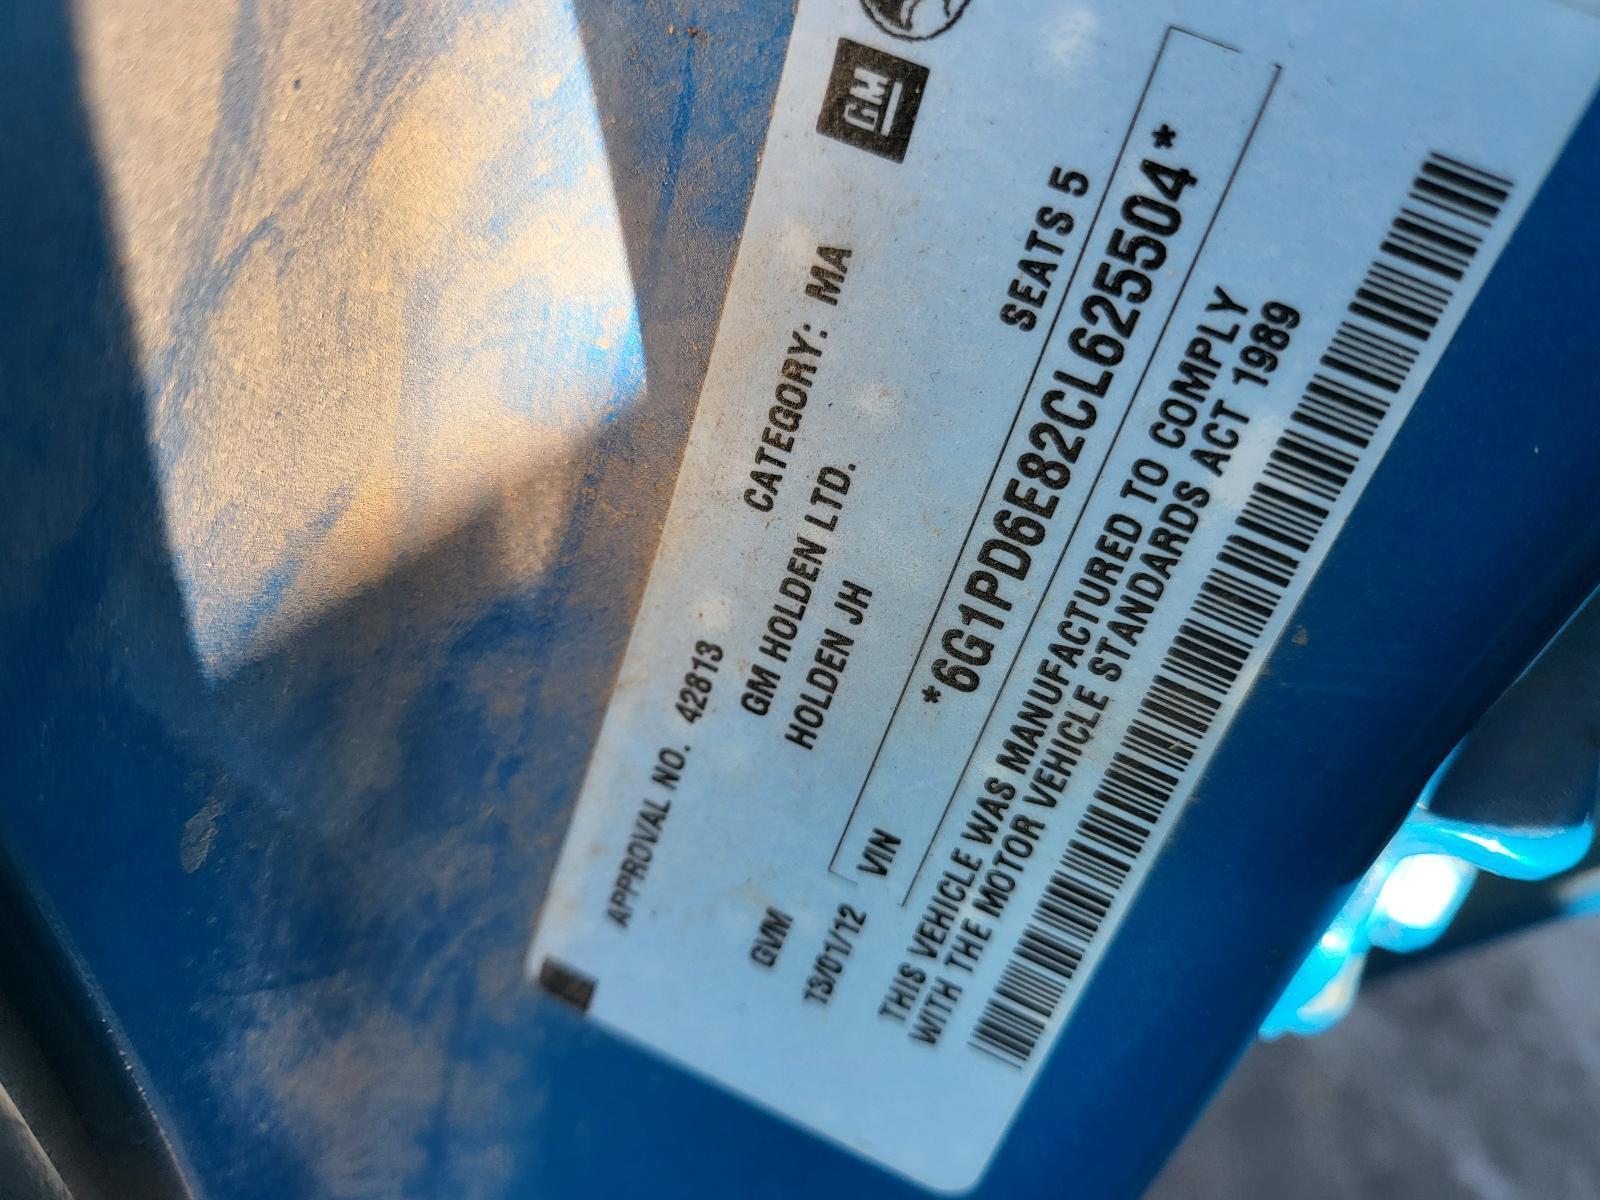 GM
APPROVAL NO. 42813 CATEGORY: MA
GM HOLDEN LTD.
GVM HOLDEN JH SEATS 5
T3/01/12
VIN *6G1PD6E82CL625504*
THIS VEHICLE WAS MANUFACTURED TO COMPLY
WITH THE MOTOR VEHICLE STANDARDS ACT 1989